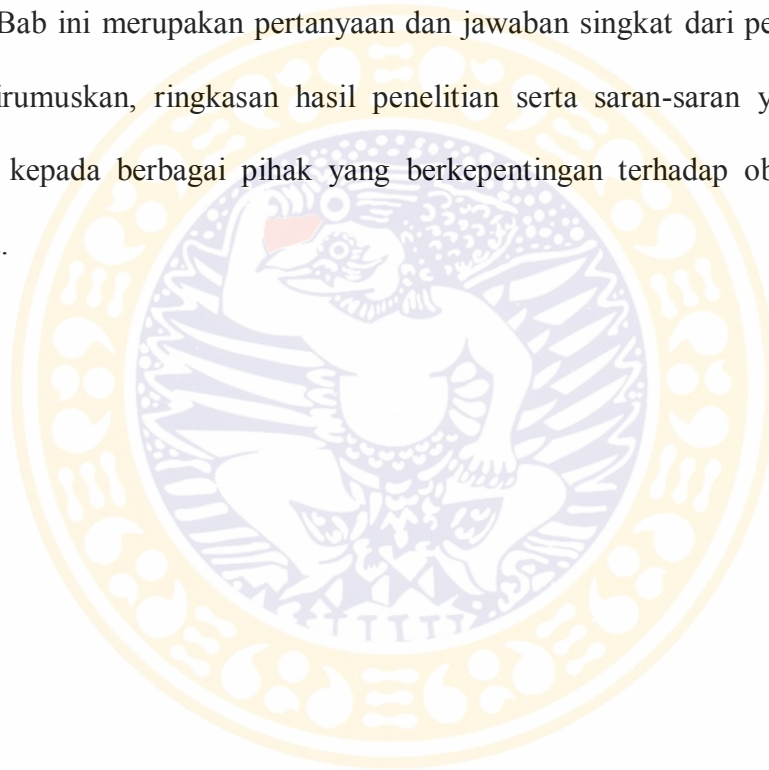 Bab ini merupakan pertanyaan dan jawaban singkat dari pe
irumuskan, ringkasan hasil penelitian serta saran-saran y
kepada berbagai pihak yang berkepentingan terhadap ob
.